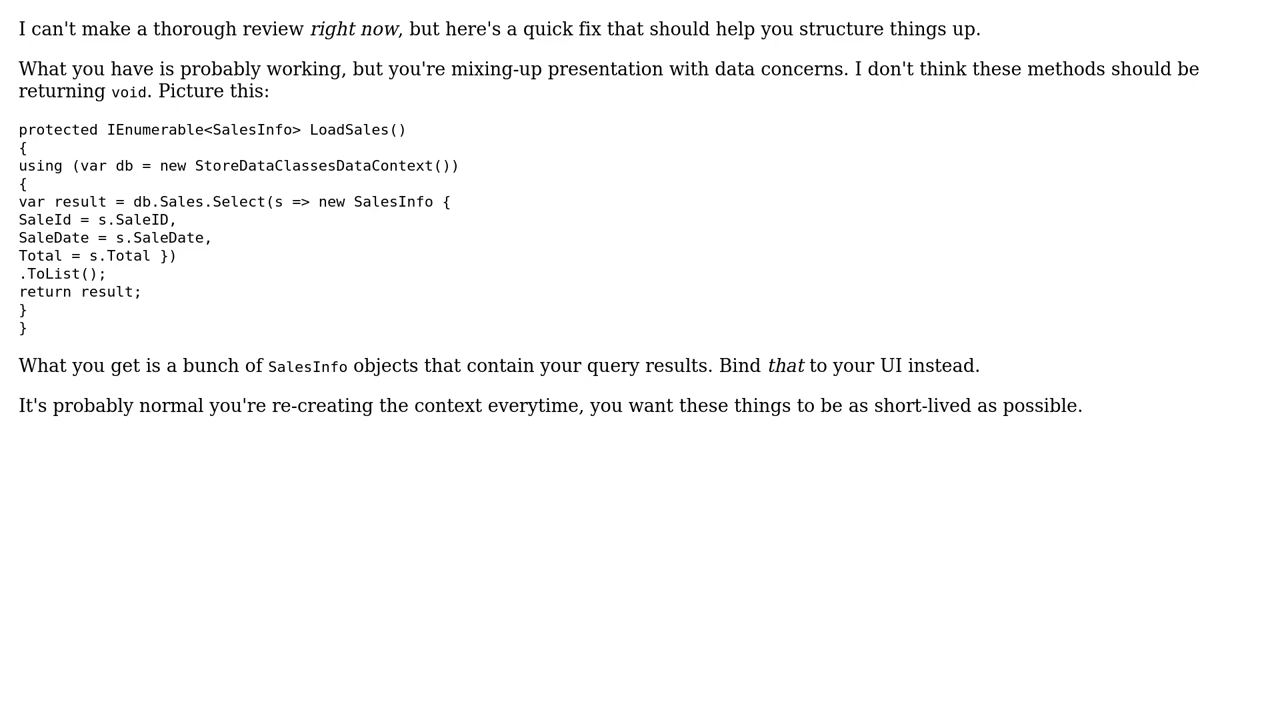 I can't make a thorough review right now, but here's a quick fix that should help you structure things up.
What you have is probably working, but you're mixing-up presentation with data concerns. I don't think these methods should be
returning void. Picture this:
protected IEnumerable<SalesInfo> LoadSales()
{
using (var db = new StoreDataClassesDataContext())
{
var result = db.Sales.Select(s => new SalesInfo {
SaleId = s.SaleID,
SaleDate = s.SaleDate,
Total = s.Total })
.ToList();
return result;
}
}
What you get is a bunch of SalesInfo objects that contain your query results. Bind that to your UI instead.
It's probably normal you're re-creating the context everytime, you want these things to be as short-lived as possible.